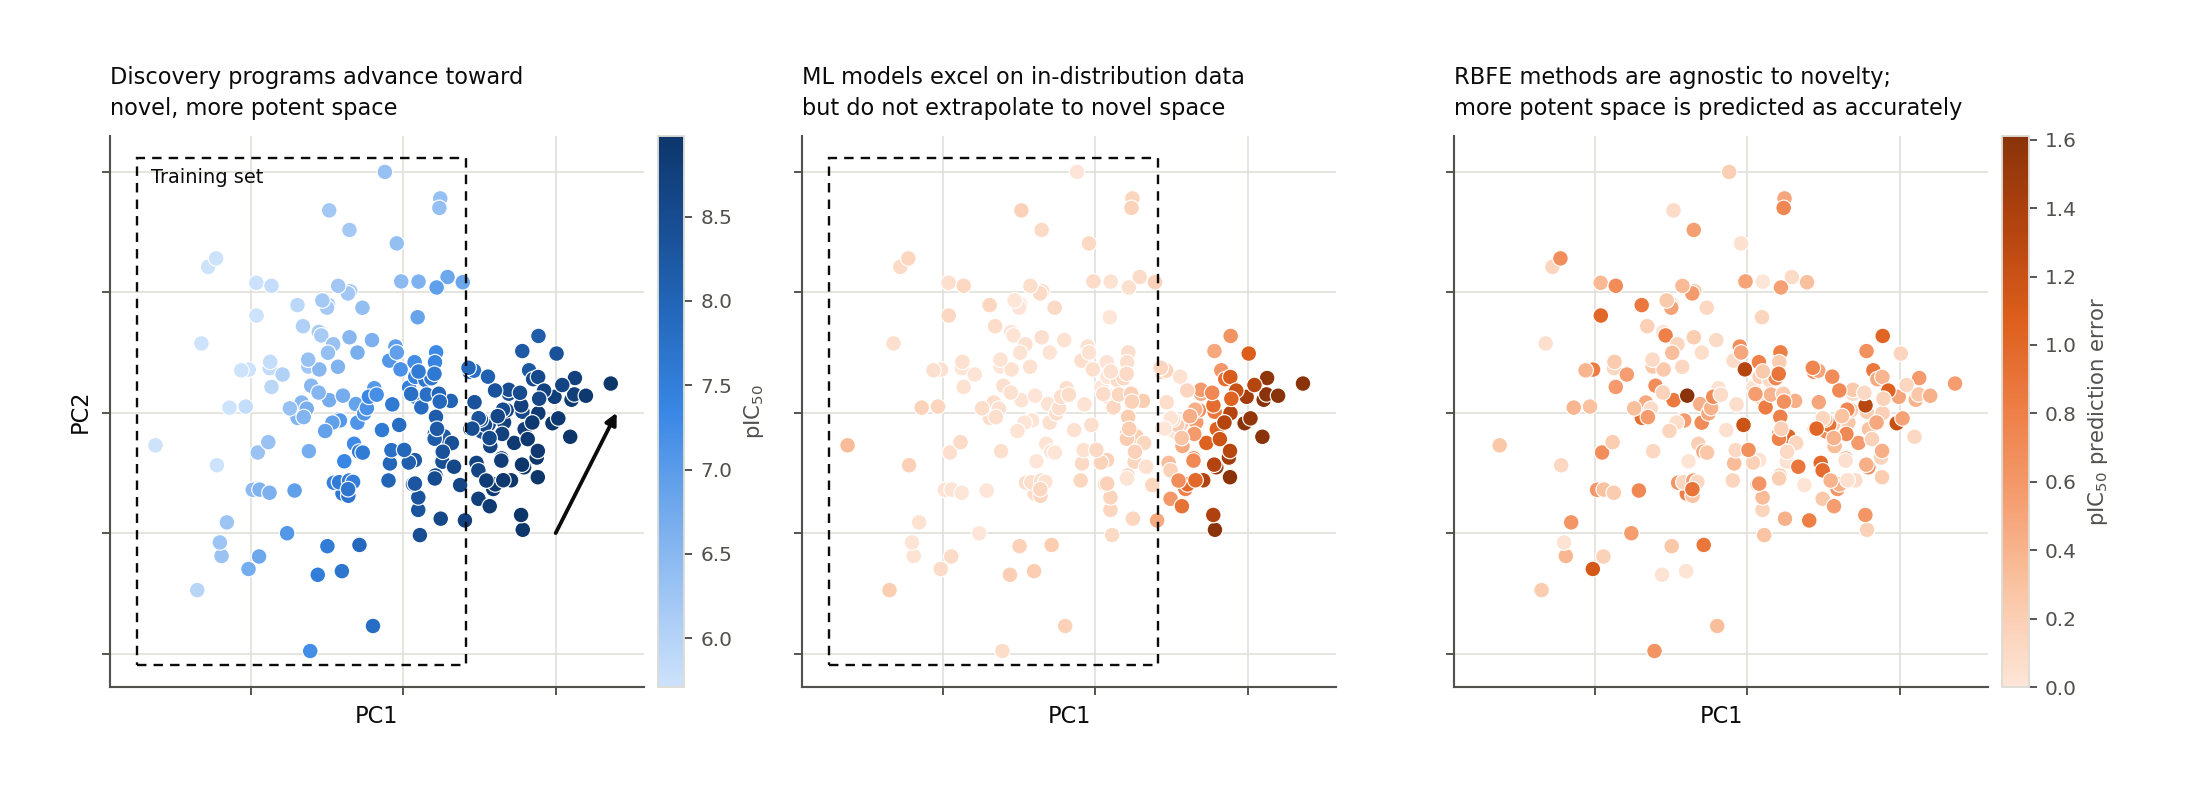 Discovery programs advance toward
novel, more potent space
Training set
PC2
PC1
8.5
8.0
7.5
7.0
6.5
6.0
pIC₅₀
ML models excel on in-distribution data
but do not extrapolate to novel space
PC1
RBFE methods are agnostic to novelty;
more potent space is predicted as accurately
PC1
1.6
1.4
1.2
1.0
0.8
0.6
0.4
0.2
0.0
pIC₅₀ prediction error